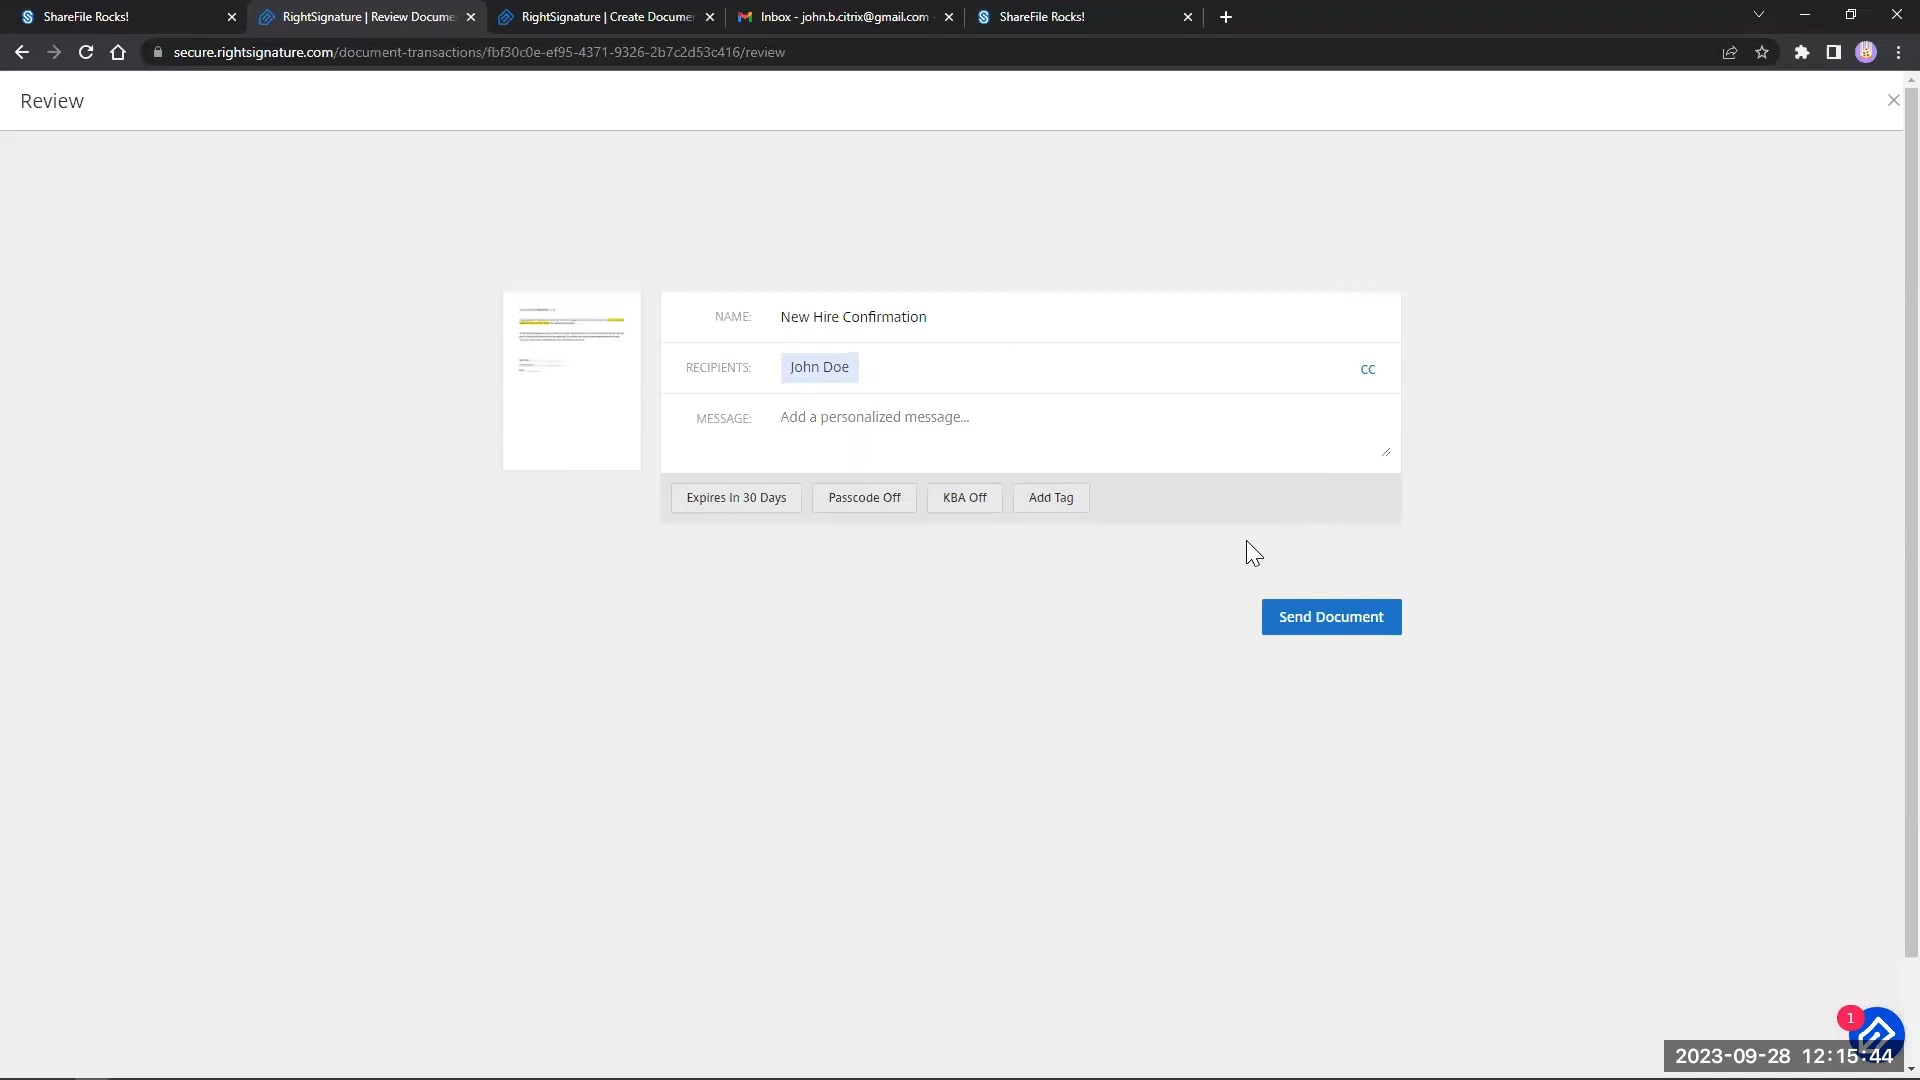 ShareFile Rocks!
RightSignature | Review Docume
RightSignature | Create Documer
Inbox - john.b.citrix@gmail.com -
ShareFile Rocks!
secure.rightsignature.com/document-transactions/fbf30c0e-ef95-4371-9326-2b7c2d53c416/review
Review
NAME: New Hire Confirmation
RECIPIENTS: John Doe CC
MESSAGE: Add a personalized message...
Expires In 30 Days Passcode Off KBA Off Add Tag
Send Document
1
2023-09-28 12:15:44